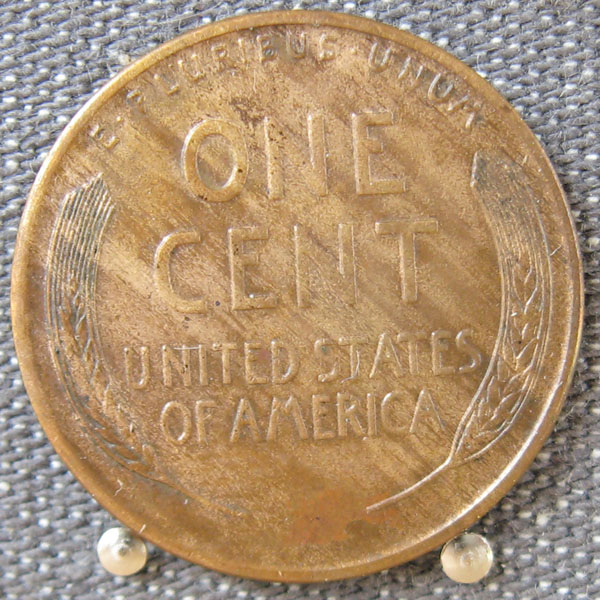 E·PLURIBUS UNUM
ONE
CENT
UNITED STATES
OF AMERICA